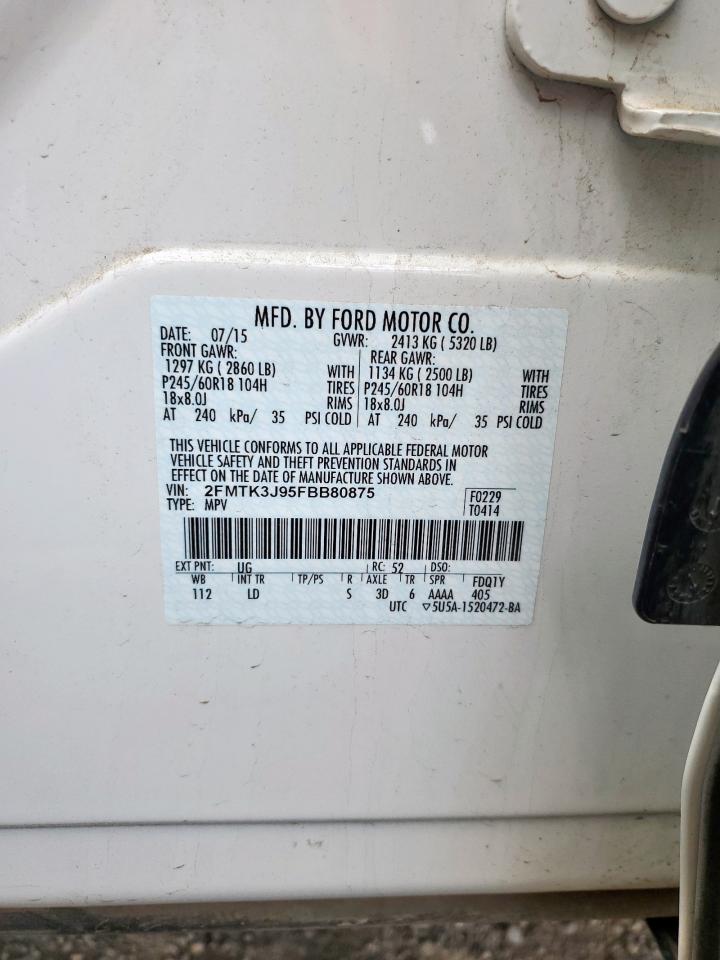 MFD. BY FORD MOTOR CO.
DATE: 07/15 GVWR: 2413 KG ( 5320 LB)
FRONT GAWR: REAR GAWR:
1297 KG ( 2860 LB) WITH 1134 KG ( 2500 LB) WITH
P245/60R18 104H TIRES P245/60R18 104H TIRES
18x8.0J RIMS 18x8.0J RIMS
AT 240 kPa/ 35 PSI COLD AT 240 kPa/ 35 PSI COLD
THIS VEHICLE CONFORMS TO ALL APPLICABLE FEDERAL MOTOR
VEHICLE SAFETY AND THEFT PREVENTION STANDARDS IN
EFFECT ON THE DATE OF MANUFACTURE SHOWN ABOVE.
VIN: 2FMTK3J95FBB80875 F0229
TYPE: MPV T0414
EXT PNT: UG RC: 52 DSO:
WB INT TR TP/PS R AXLE TR SPR FDQ1Y
112 LD S 3D 6 AAAA 405
UTC ▽5U5A-1520472-BA